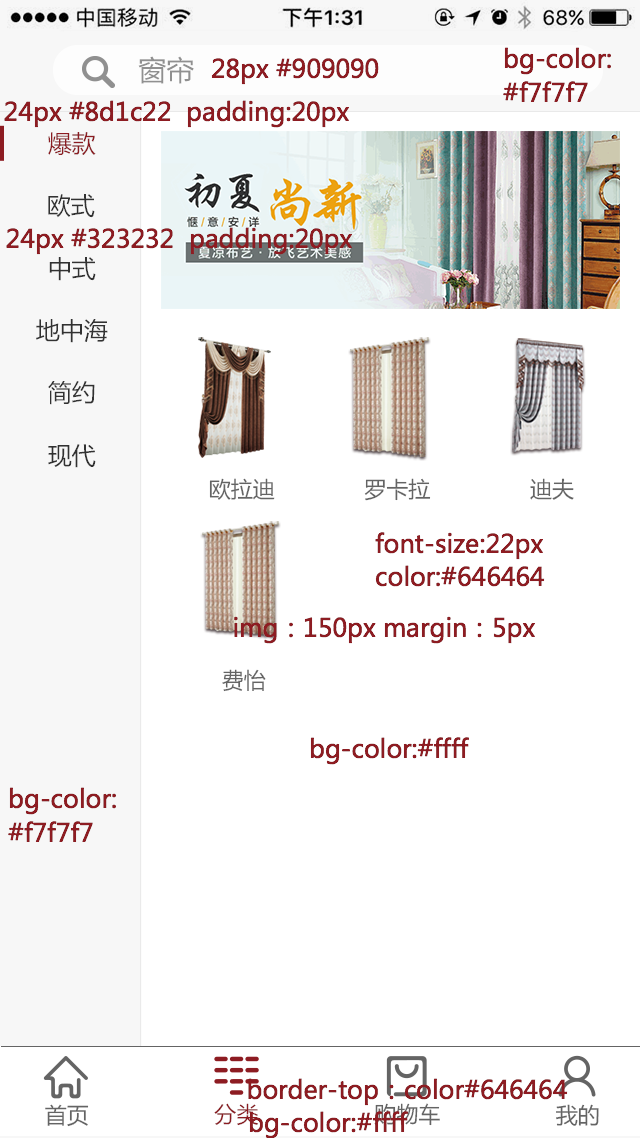 中国移动 下午1:31 68%
窗帘 28px #909090
bg-color:
#f7f7f7
24px #8d1c22 padding:20px
爆款
欧式
24px #323232 padding:20px
中式
地中海
简约
现代
初夏尚新
惬/意/安/详
夏凉布艺·放飞艺术美感
欧拉迪 罗卡拉 迪夫
font-size:22px
color:#646464
img：150px margin：5px
费怡
bg-color:#ffff
bg-color:
#f7f7f7
border-top：color#646464
首页 分类 购物车 我的
bg-color:#ffff